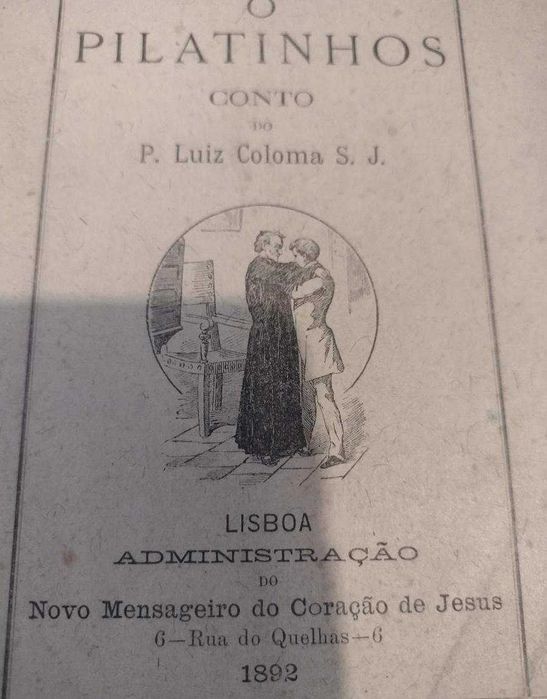 O
PILATINHOS
CONTO
DO
P. Luiz Coloma S. J.
LISBOA
ADMINISTRAÇÃO
DO
Novo Mensageiro do Coração de Jesus
6—Rua do Quelhas—6
1892